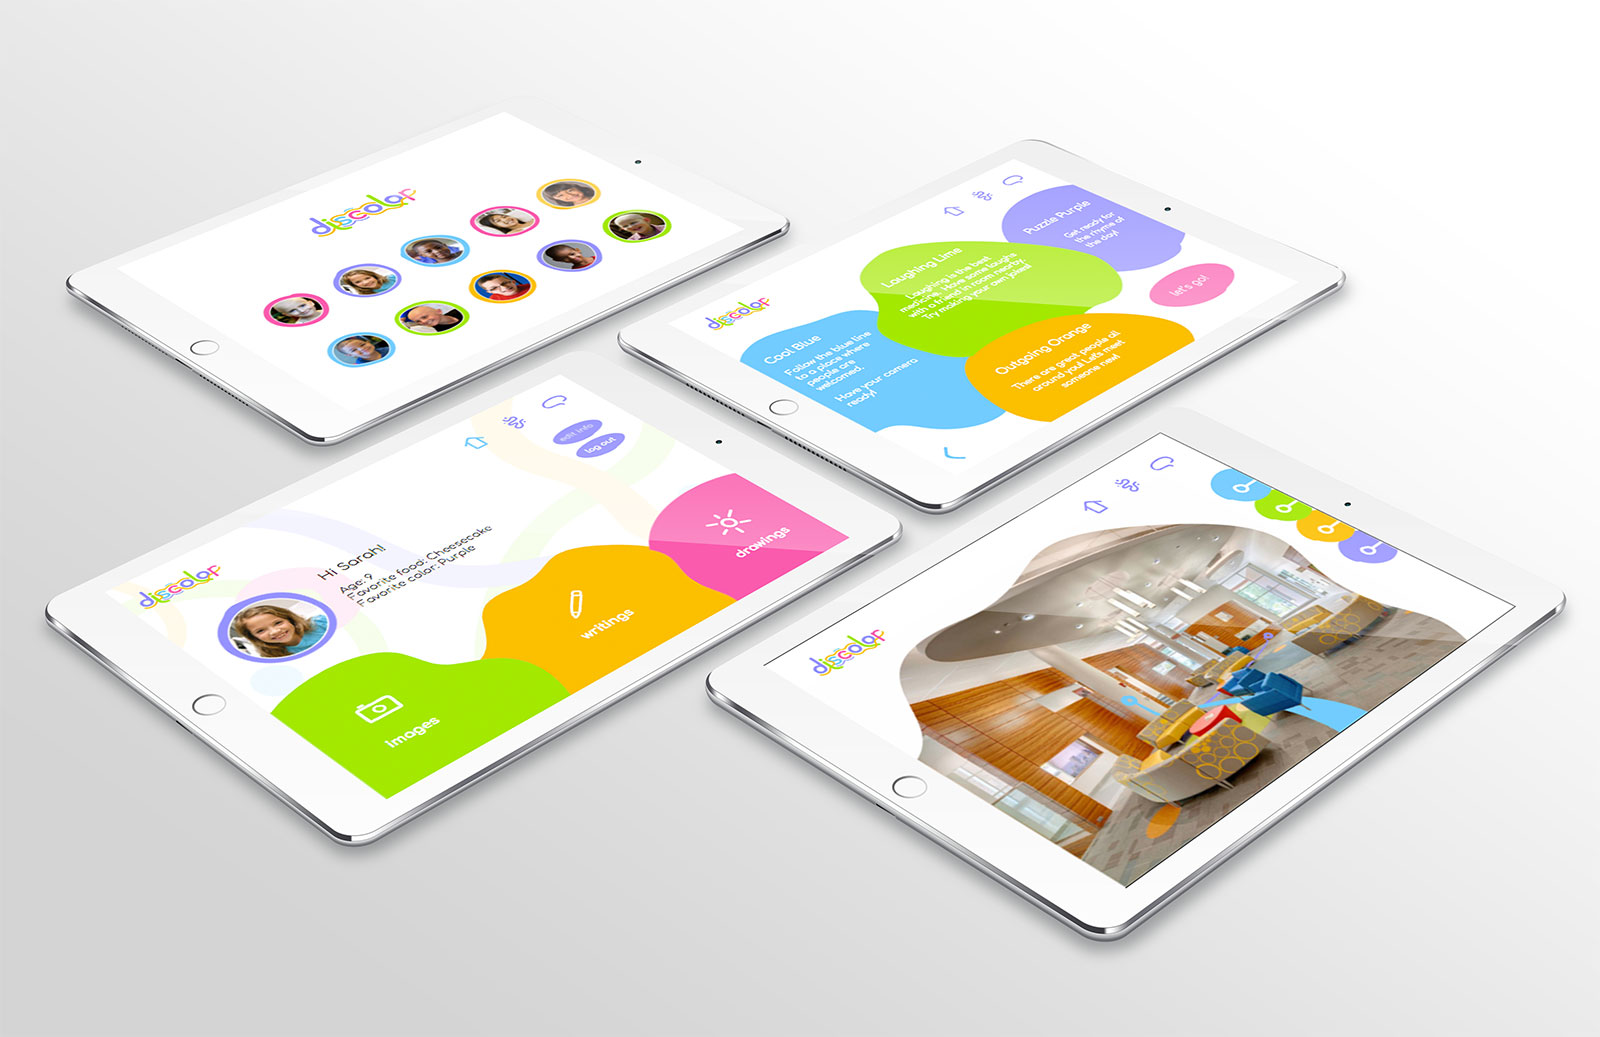 discolor
discolor
Cool Blue
Follow the blue line
to a place where
people are
welcomed.
Have your camera
ready!
Laughing Lime
Laughing is the best
medicine. Have some laughs
with a friend in room nearby.
Try making your own jokes!
Puzzle Purple
Get ready for
the rhyme of
the day!
Outgoing Orange
There are great people all
around you! Let's meet
someone new!
let's go!
discolor
Hi Sarah!
Age: 9
Favorite food: Cheesecake
Favorite color: Purple
edit info
log out
images
writings
drawings
discolor